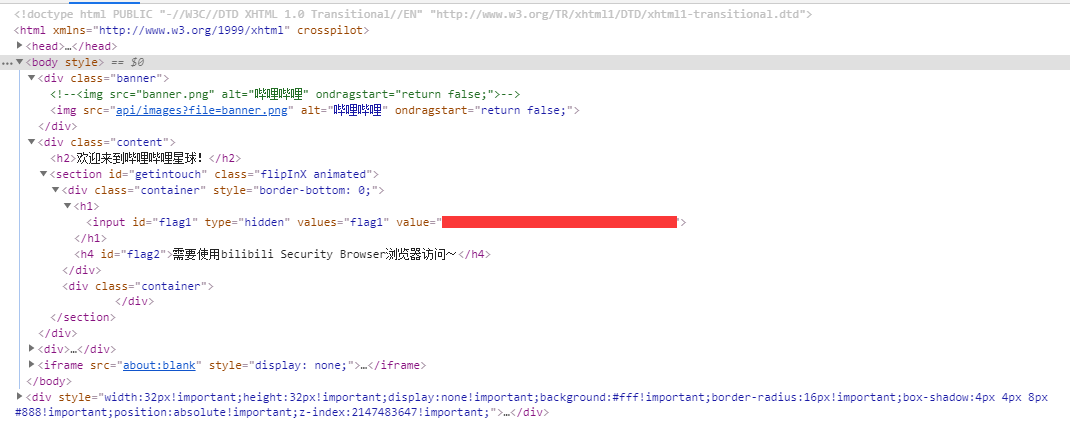 <!doctype html PUBLIC "-//W3C//DTD XHTML 1.0 Transitional//EN" "http://www.w3.org/TR/xhtml1/DTD/xhtml1-transitional.dtd">
<html xmlns="http://www.w3.org/1999/xhtml" crosspilot>
<head>…</head>
…<body style> == $0
<div class="banner">
<!--<img src="banner.png" alt="哔哩哔哩" ondragstart="return false;">-->
<img src="api/images?file=banner.png" alt="哔哩哔哩" ondragstart="return false;">
</div>
<div class="content">
<h2>欢迎来到哔哩哔哩星球！</h2>
<section id="getintouch" class="flipInX animated">
<div class="container" style="border-bottom: 0;">
<h1>
<input id="flag1" type="hidden" values="flag1" value="">
</h1>
<h4 id="flag2">需要使用bilibili Security Browser浏览器访问～</h4>
</div>
<div class="container">
</div>
</section>
</div>
<div>…</div>
<iframe src="about:blank" style="display: none;">…</iframe>
</body>
<div style="width:32px!important;height:32px!important;display:none!important;background:#fff!important;border-radius:16px!important;box-shadow:4px 4px 8px
#888!important;position:absolute!important;z-index:2147483647!important;">…</div>